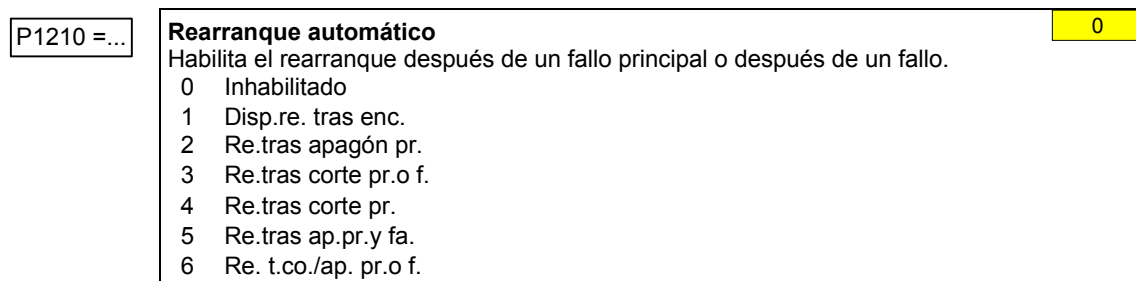 P1210 =...
Rearranque automático
0
Habilita el rearranque después de un fallo principal o después de un fallo.
0 Inhabilitado
1 Disp.re. tras enc.
2 Re.tras apagón pr.
3 Re.tras corte pr.o f.
4 Re.tras corte pr.
5 Re.tras ap.pr.y fa.
6 Re. t.co./ap. pr.o f.